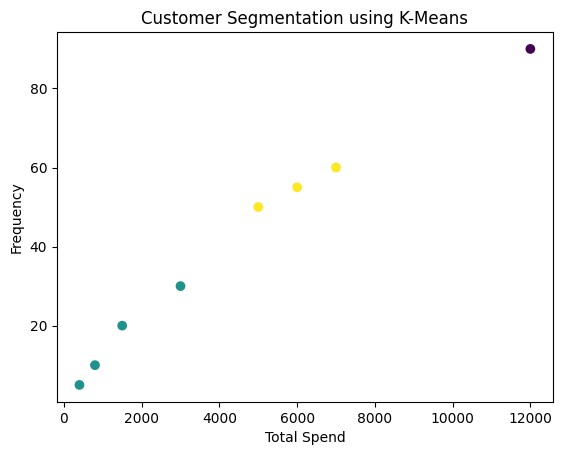 Customer Segmentation using K-Means
Frequency
80
60
40
20
0 2000 4000 6000 8000 10000 12000
Total Spend